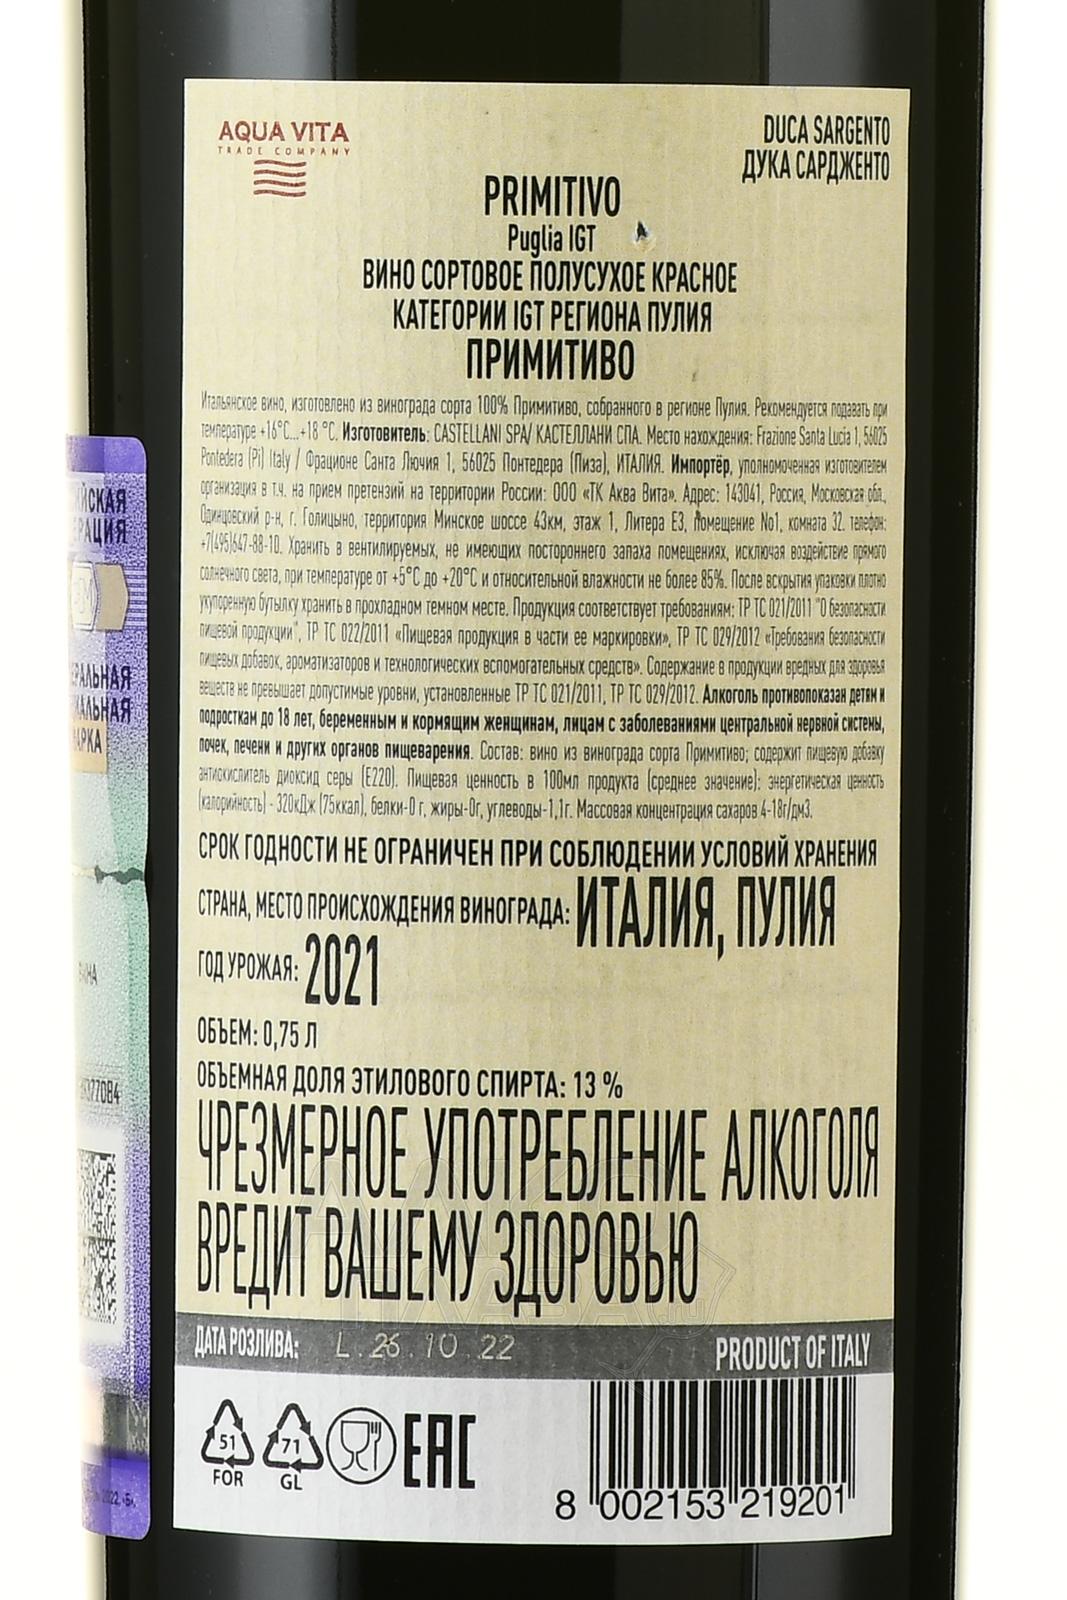 AQUA VITA
TRADE COMPANY
DUCA SARGENTO
ДУКА САРДЖЕНТО
PRIMITIVO
Puglia IGT
ВИНО СОРТОВОЕ ПОЛУСУХОЕ КРАСНОЕ
КАТЕГОРИИ IGT РЕГИОНА ПУЛИЯ
ПРИМИТИВО
Итальянское вино, изготовлено из винограда сорта 100% Примитиво, собранного в регионе Пулия. Рекомендуется подавать при
температуре +16°C...+18 °C. Изготовитель: CASTELLANI SPA/ КАСТЕЛЛАНИ СПА. Место нахождения: Frazione Santa Lucia 1, 56025
Pontedera (Pi) Italy / Фрационе Санта Лючия 1, 56025 Понтедера (Пиза), ИТАЛИЯ. Импортёр, уполномоченная изготовителем
организация в т.ч. на прием претензий на территории России: ООО «ТК Аква Вита». Адрес: 143041, Россия, Московская обл.,
Одинцовский р-н, г. Голицыно, территория Минское шоссе 43км, этаж 1, Литера Е3, помещение No1, комната 32. телефон:
+7(495)647-88-10. Хранить в вентилируемых, не имеющих постороннего запаха помещениях, исключая воздействие прямого
солнечного света, при температуре от +5°C до +20°C и относительной влажности не более 85%. После вскрытия упаковки плотно
укупоренную бутылку хранить в прохладном темном месте. Продукция соответствует требованиям: ТР ТС 021/2011 "О безопасности
пищевой продукции", ТР ТС 022/2011 «Пищевая продукция в части ее маркировки», ТР ТС 029/2012 «Требования безопасности
пищевых добавок, ароматизаторов и технологических вспомогательных средств». Содержание в продукции вредных для здоровья
веществ не превышает допустимые уровни, установленные ТР ТС 021/2011, ТР ТС 029/2012. Алкоголь противопоказан детям и
подросткам до 18 лет, беременным и кормящим женщинам, лицам с заболеваниями центральной нервной системы,
почек, печени и других органов пищеварения. Состав: вино из винограда сорта Примитиво; содержит пищевую добавку
антиокислитель диоксид серы (Е220). Пищевая ценность в 100мл продукта (среднее значение): энергетическая ценность
(калорийность) - 320кДж (75ккал), белки-0 г, жиры-0г, углеводы-1,1г. Массовая концентрация сахаров 4-18г/дм3.
СРОК ГОДНОСТИ НЕ ОГРАНИЧЕН ПРИ СОБЛЮДЕНИИ УСЛОВИЙ ХРАНЕНИЯ
СТРАНА, МЕСТО ПРОИСХОЖДЕНИЯ ВИНОГРАДА: ИТАЛИЯ, ПУЛИЯ
ГОД УРОЖАЯ: 2021
ОБЪЕМ: 0,75 Л
ОБЪЕМНАЯ ДОЛЯ ЭТИЛОВОГО СПИРТА: 13 %
ЧРЕЗМЕРНОЕ УПОТРЕБЛЕНИЕ АЛКОГОЛЯ
ВРЕДИТ ВАШЕМУ ЗДОРОВЬЮ
ДАТА РОЗЛИВА: L. 26.10.22
PRODUCT OF ITALY
51
FOR
71
GL
EAC
8 002153 219201
ЙСКАЯ
ЕРАЦИЯ
ЕРАЛЬНАЯ
АЛЬНАЯ
АРКА
77084